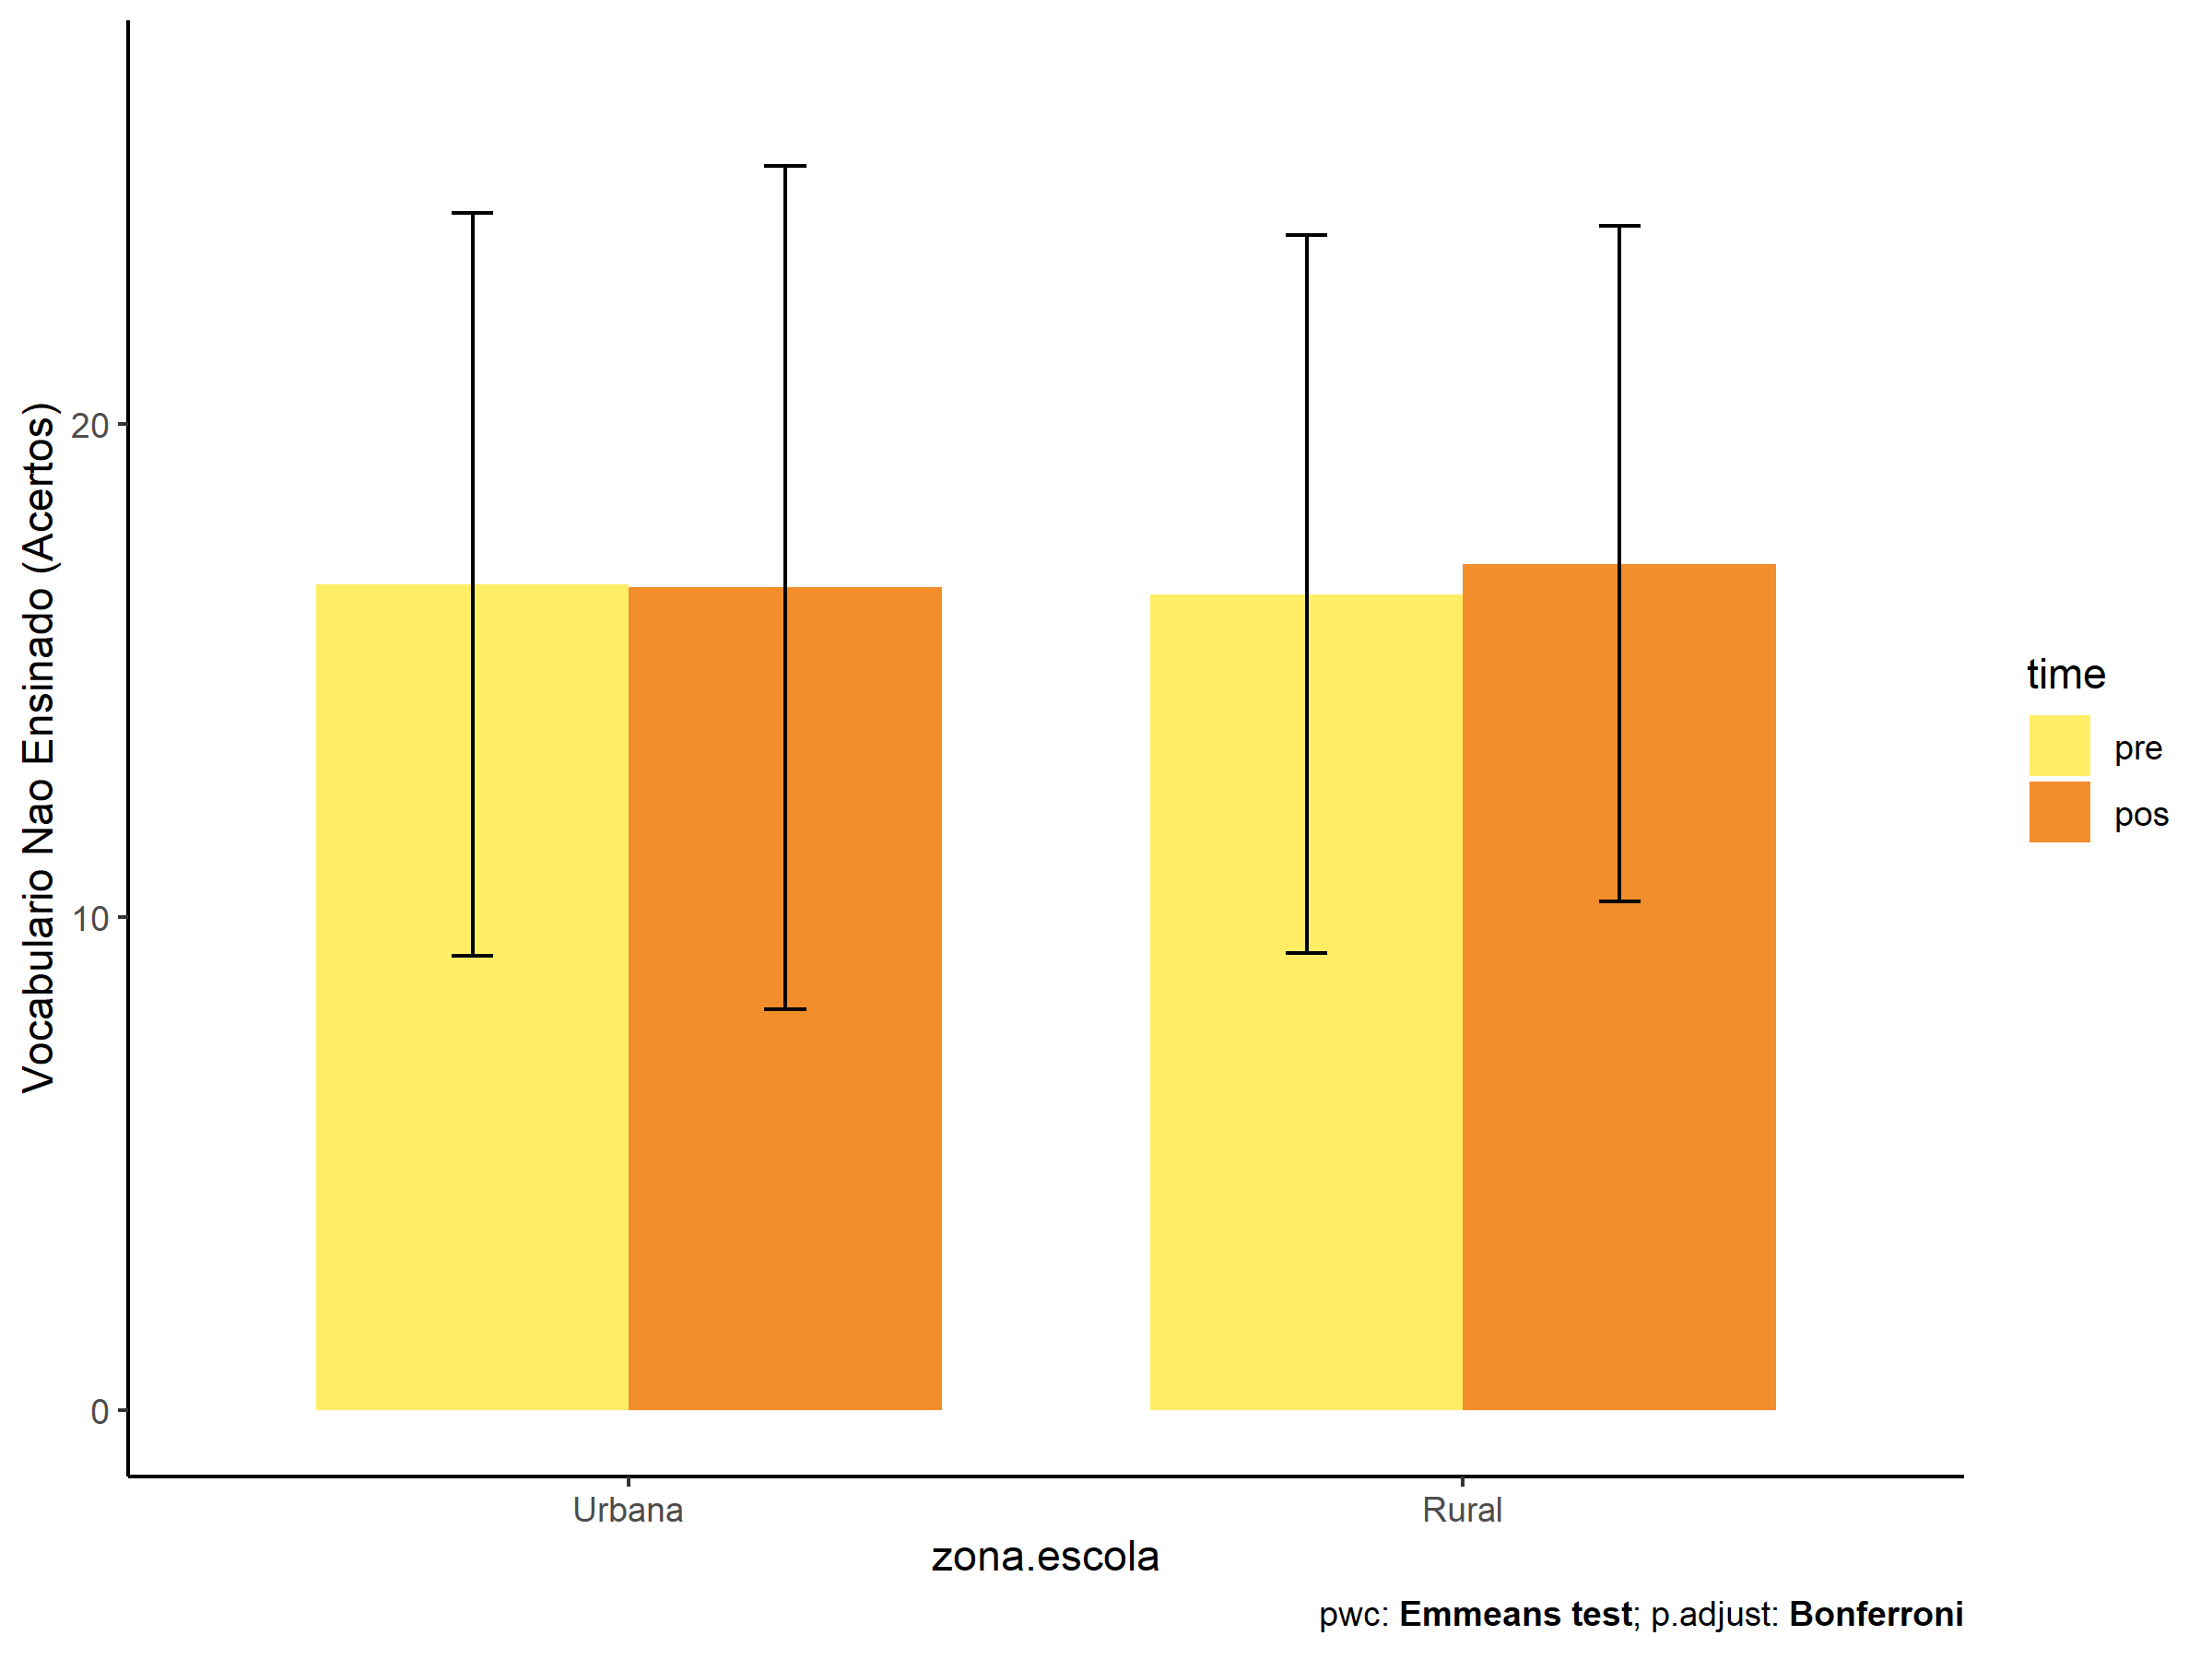 Vocabulario Nao Ensinado (Acertos)
20
10
0
Urbana
Rural
zona.escola
time
pre
pos
pwc: Emmeans test; p.adjust: Bonferroni